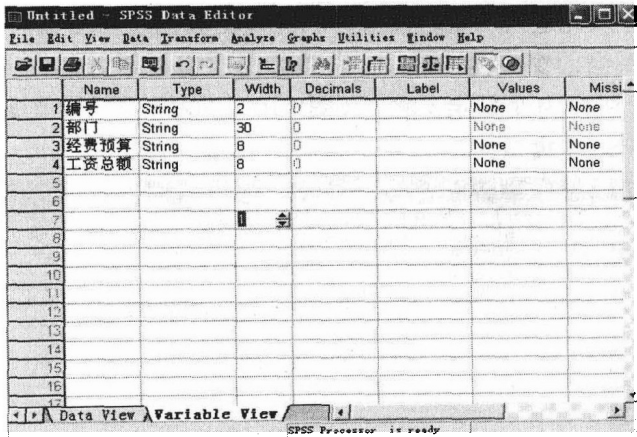 Untitled - SPSS Data Editor
File Edit View Data Transform Analyze Graphs Utilities Window Help
Name Type Width Decimals Label Values Missi
1 编号 String 2 0 None None
2 部门 String 30 0 None None
3 经费预算 String 8 0 None None
4 工资总额 String 8 0 None None
5
6
7 1
8
9
10
11
12
13
14
15
16
17
Data View Variable View
SPSS Processor is ready